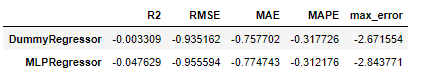 R2 RMSE MAE MAPE max_error
DummyRegressor -0.003309 -0.935162 -0.757702 -0.317726 -2.671554
MLPRegressor -0.047629 -0.955594 -0.774743 -0.312176 -2.843771